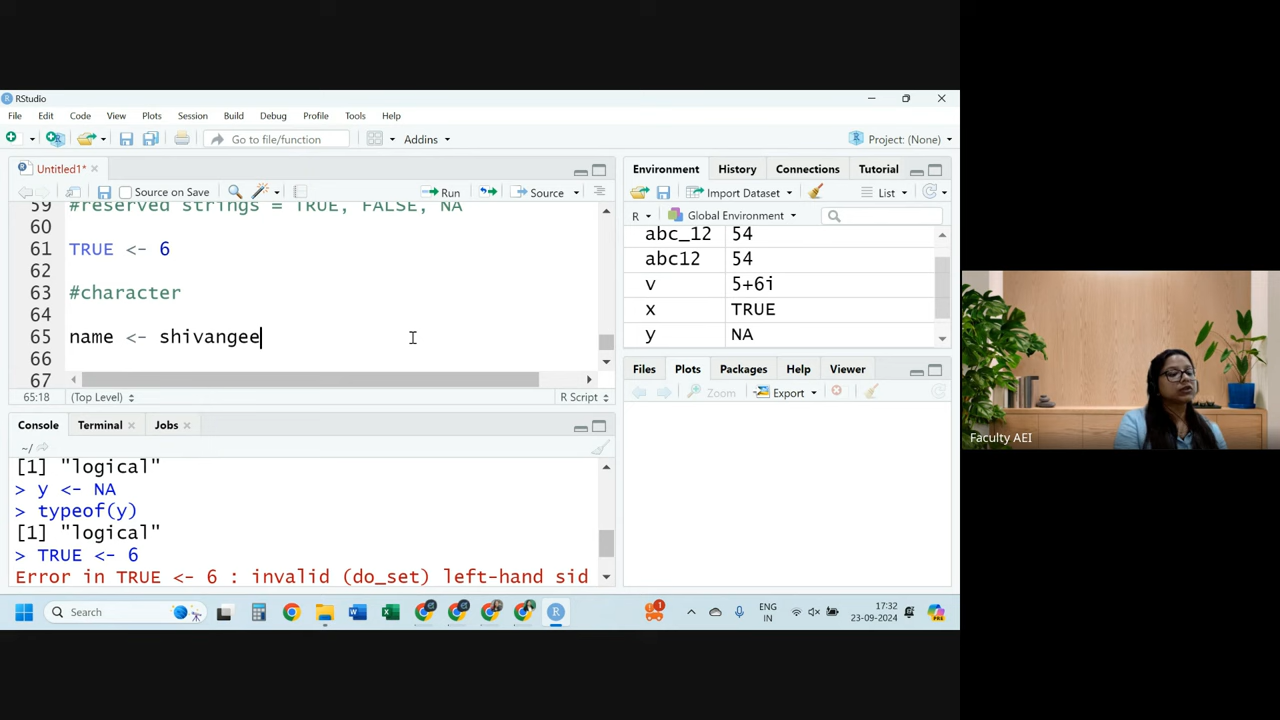 RStudio
File Edit Code View Plots Session Build Debug Profile Tools Help
Go to file/function Addins Project: (None)
Untitled1*
Source on Save Run Source
59 #reserved strings = TRUE, FALSE, NA
60
61 TRUE <- 6
62
63 #character
64
65 name <- shivangee
66
67
65:18 (Top Level) R Script
Console Terminal Jobs
~/
[1] "logical"
> y <- NA
> typeof(y)
[1] "logical"
> TRUE <- 6
Error in TRUE <- 6 : invalid (do_set) left-hand sid
Environment History Connections Tutorial
Import Dataset List
R Global Environment
abc_12 54
abc12 54
v 5+6i
x TRUE
y NA
Files Plots Packages Help Viewer
Zoom Export
Faculty AEI
Search
1
ENG
IN
17:32
23-09-2024
PRE